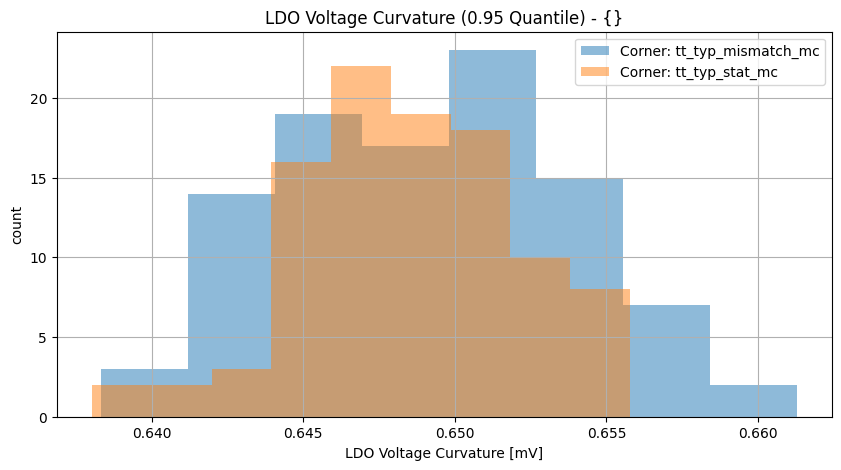 LDO Voltage Curvature (0.95 Quantile) - {}
Corner: tt_typ_mismatch_mc
Corner: tt_typ_stat_mc
count
20
15
10
5
0
0.640 0.645 0.650 0.655 0.660
LDO Voltage Curvature [mV]